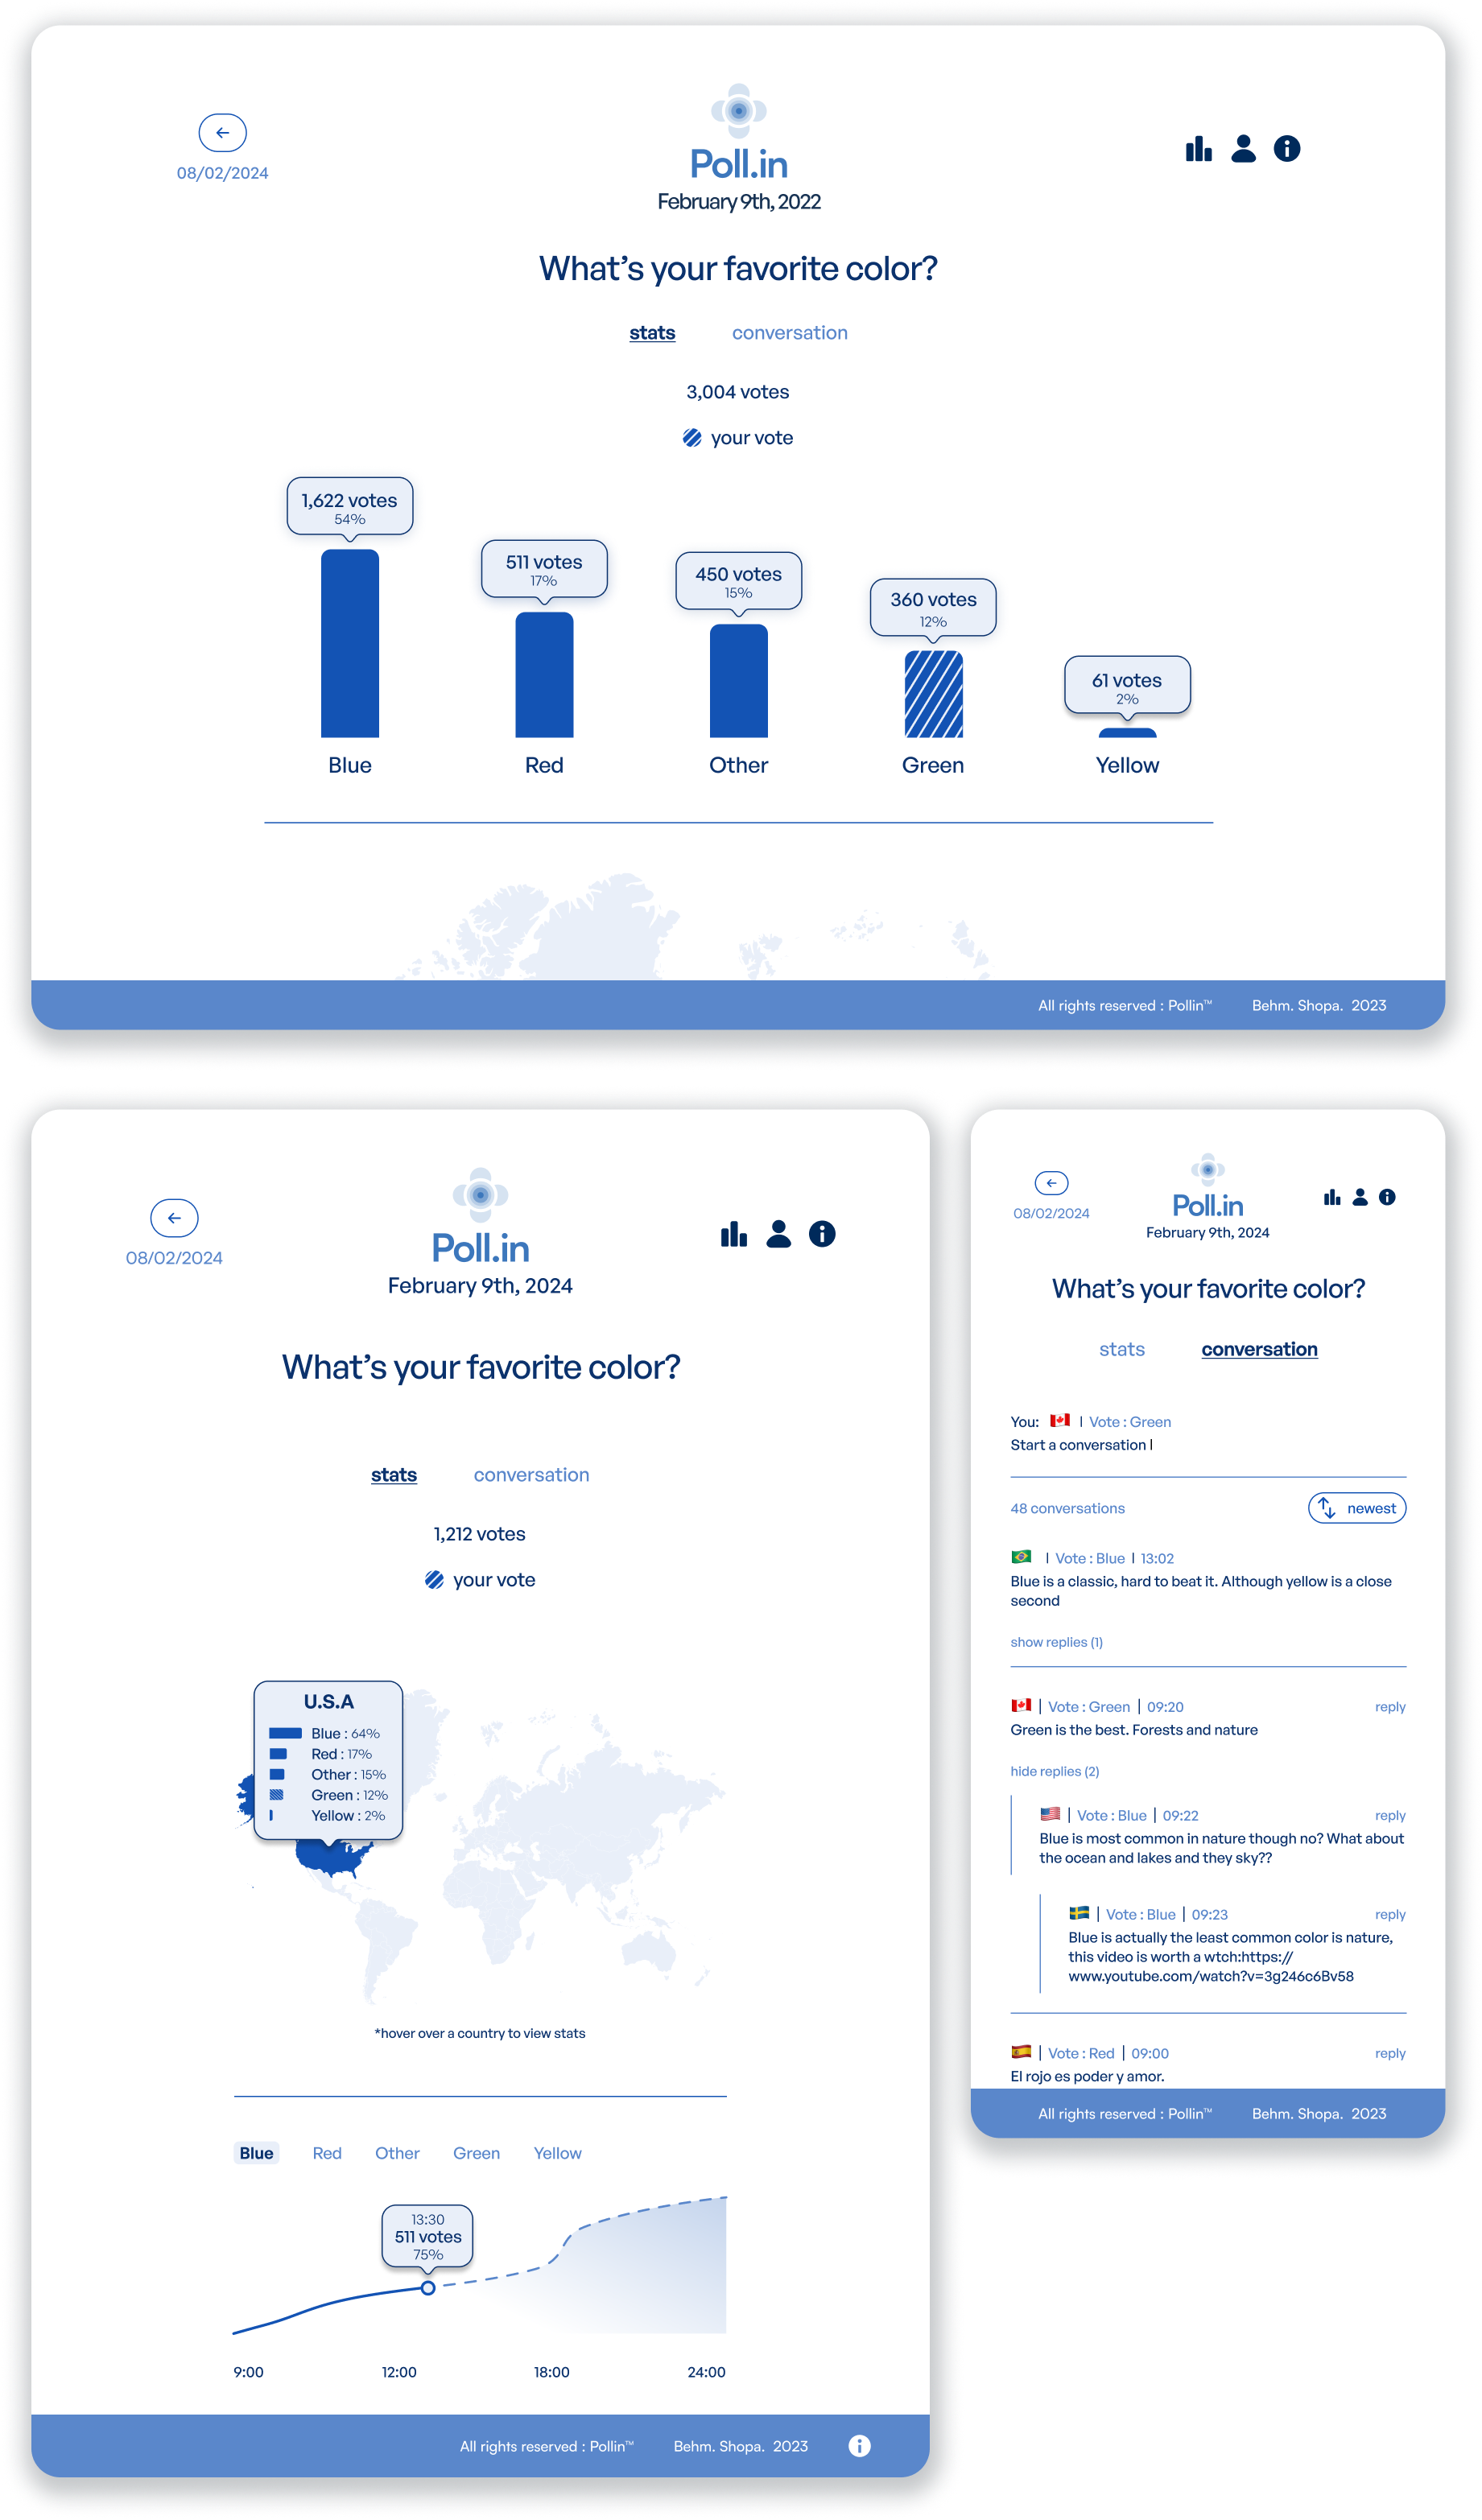 08/02/2024
Poll.in
February 9th, 2022
What's your favorite color?
stats conversation
3,004 votes
your vote
1,622 votes
54%
511 votes
17%
450 votes
15%
360 votes
12%
61 votes
2%
Blue Red Other Green Yellow
All rights reserved : Pollin™ Behm. Shopa. 2023
08/02/2024
Poll.in
February 9th, 2024
What's your favorite color?
stats conversation
1,212 votes
your vote
U.S.A
Blue : 64%
Red : 17%
Other : 15%
Green : 12%
Yellow : 2%
*hover over a country to view stats
Blue Red Other Green Yellow
13:30
511 votes
75%
9:00 12:00 18:00 24:00
All rights reserved : Pollin™ Behm. Shopa. 2023
08/02/2024
Poll.in
February 9th, 2024
What's your favorite color?
stats conversation
You: | Vote : Green
Start a conversation |
48 conversations newest
| Vote : Blue | 13:02
Blue is a classic, hard to beat it. Although yellow is a close
second
show replies (1)
| Vote : Green | 09:20 reply
Green is the best. Forests and nature
hide replies (2)
| Vote : Blue | 09:22 reply
Blue is most common in nature though no? What about
the ocean and lakes and they sky??
| Vote : Blue | 09:23 reply
Blue is actually the least common color is nature,
this video is worth a wtch:https://
www.youtube.com/watch?v=3g246c6Bv58
| Vote : Red | 09:00 reply
El rojo es poder y amor.
All rights reserved : Pollin™ Behm. Shopa. 2023